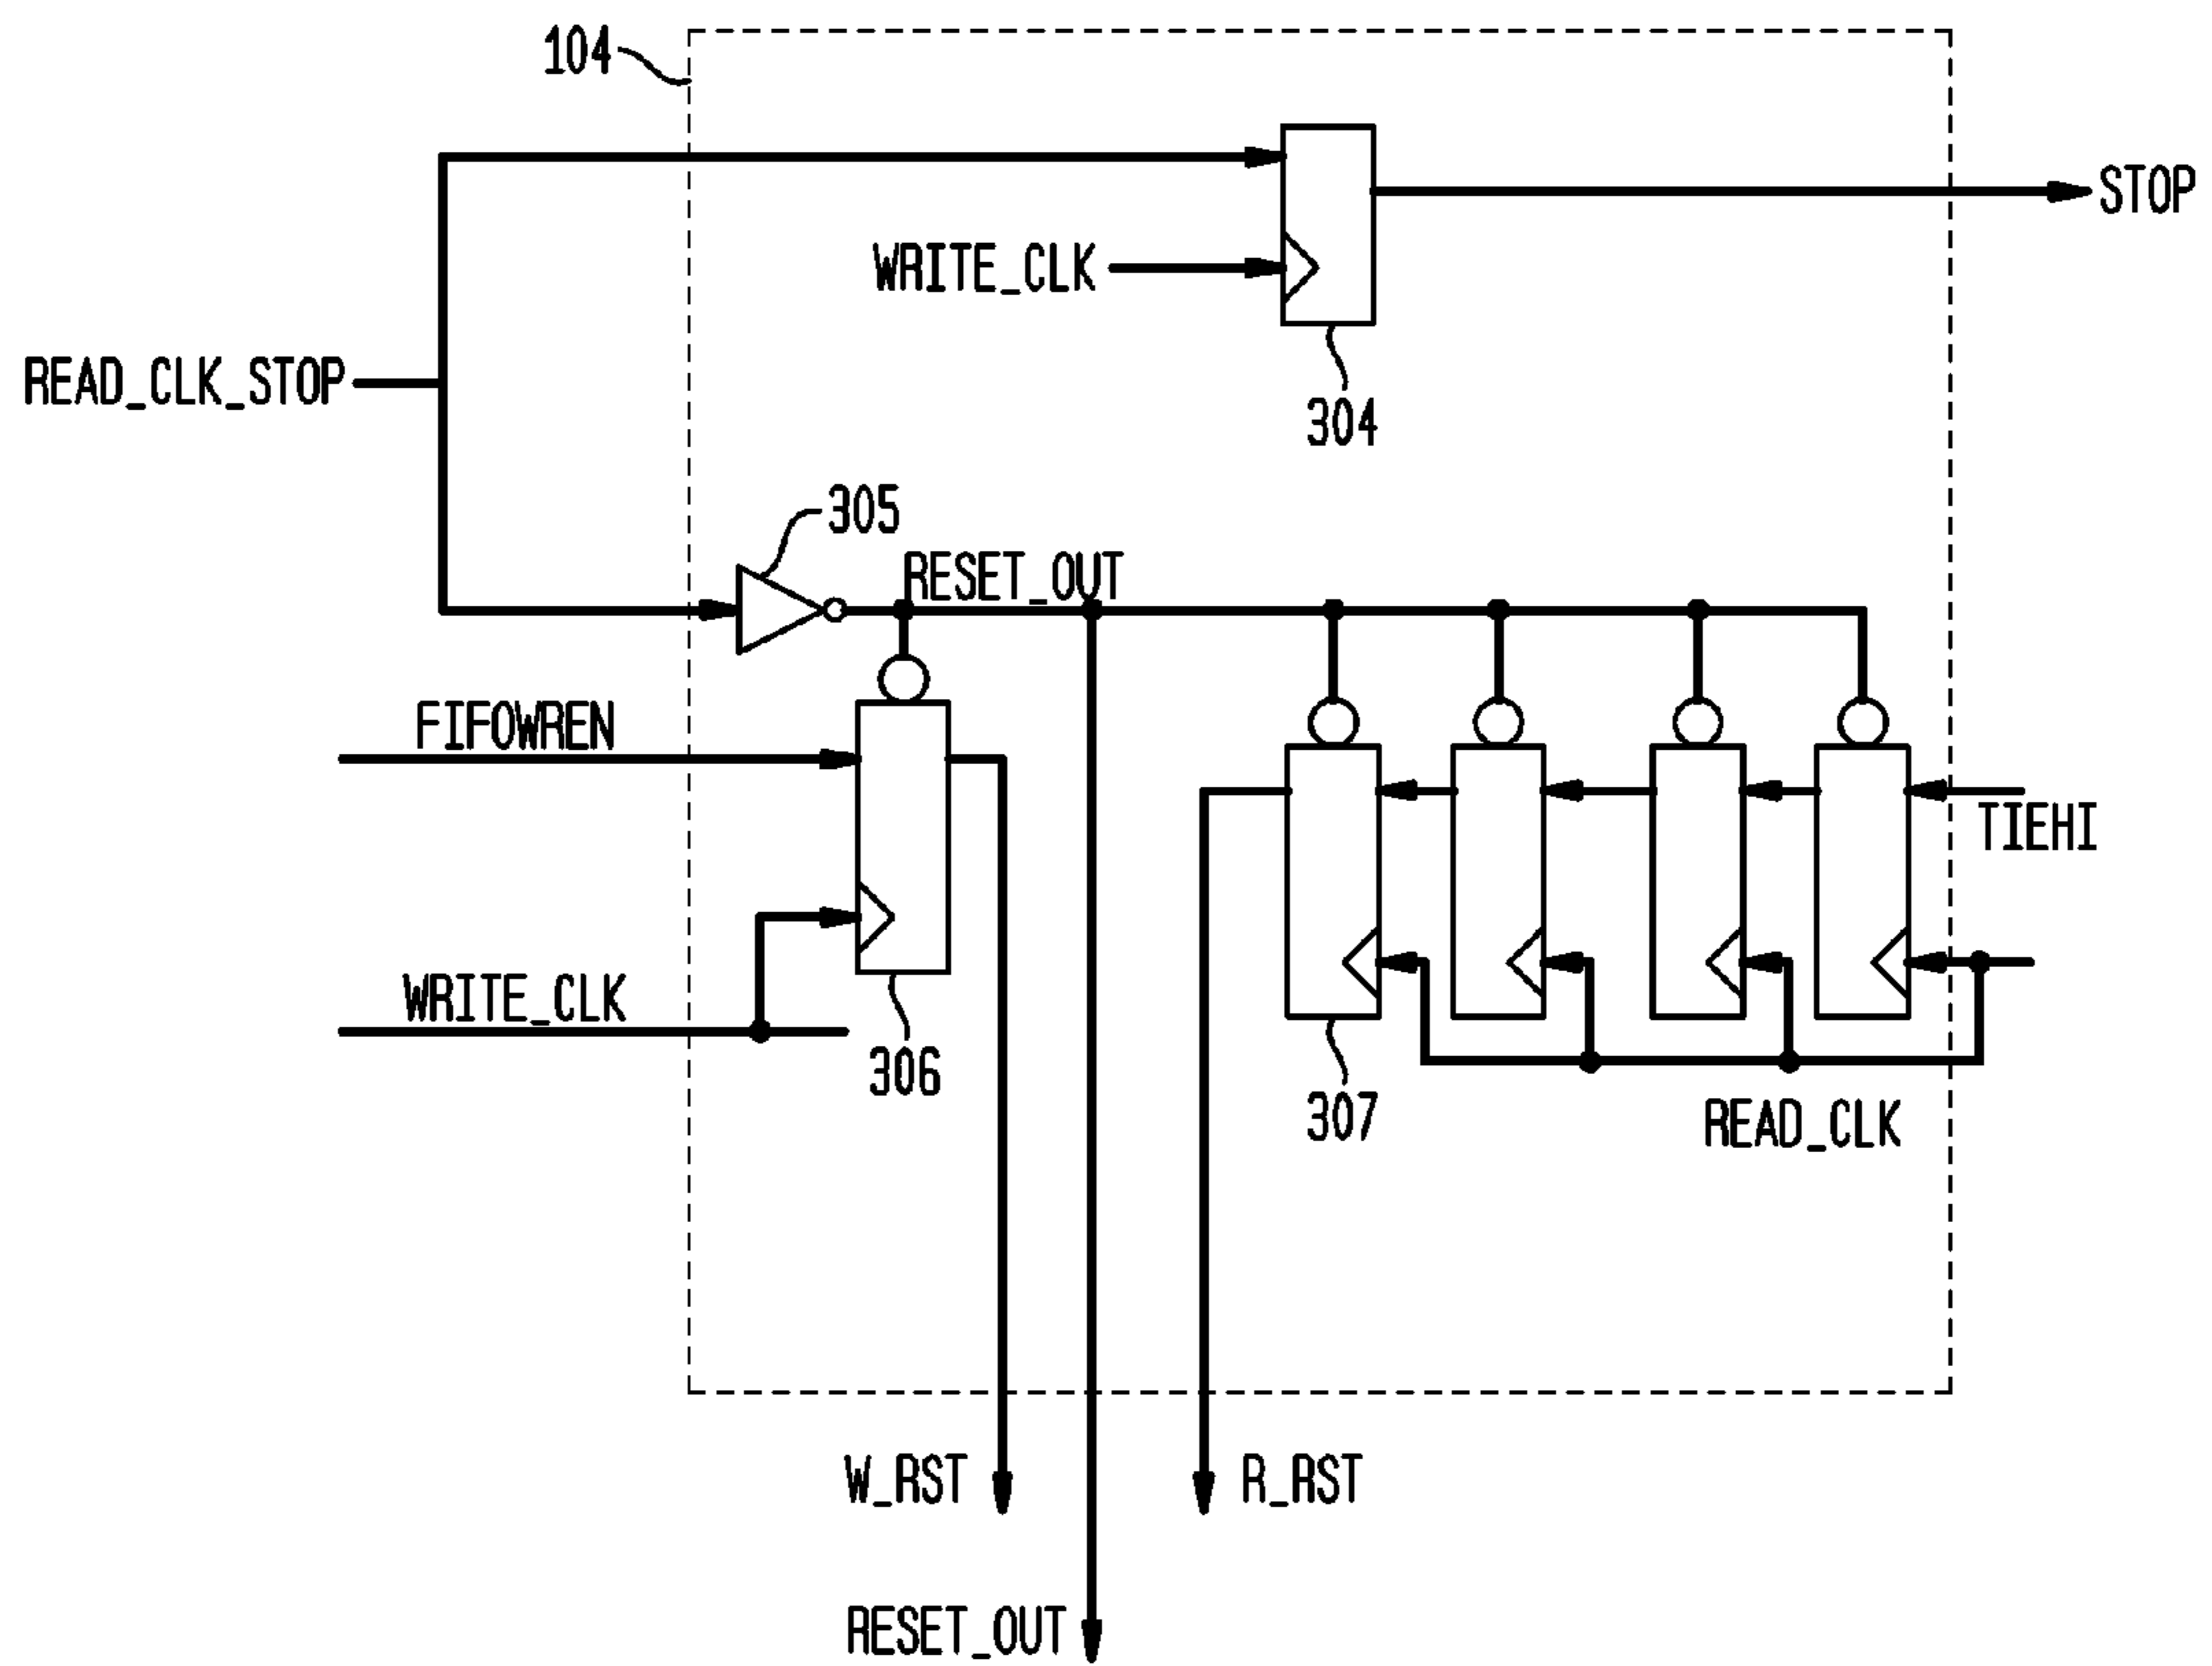 104
STOP
WRITE_CLK
READ_CLK_STOP
304
305
RESET_OUT
FIFOWREN
TIEHI
WRITE_CLK
306
307
READ_CLK
W_RST
R_RST
RESET_OUT